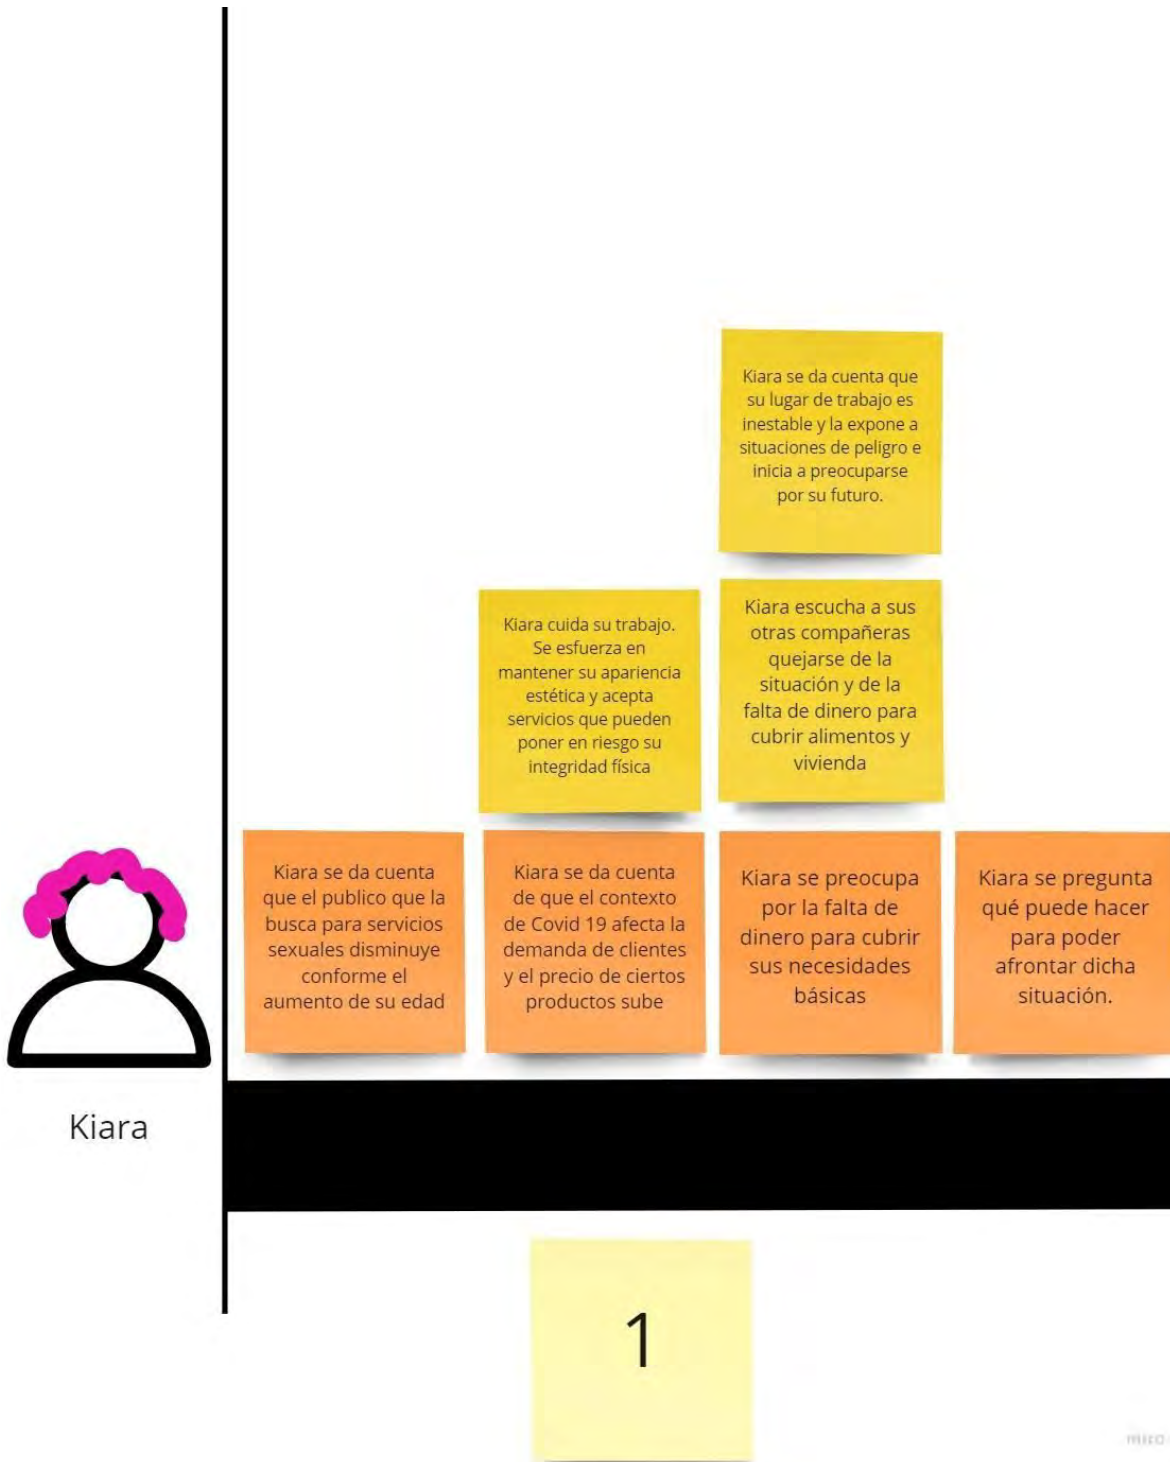 Kiara se da cuenta que
su lugar de trabajo es
inestable y la expone a
situaciones de peligro e
inicia a preocuparse
por su futuro.
Kiara cuida su trabajo.
Se esfuerza en
mantener su apariencia
estética y acepta
servicios que pueden
poner en riesgo su
integridad física
Kiara escucha a sus
otras compañeras
quejarse de la
situación y de la
falta de dinero para
cubrir alimentos y
vivienda
Kiara se da cuenta
que el publico que la
busca para servicios
sexuales disminuye
conforme el
aumento de su edad
Kiara se da cuenta
de que el contexto
de Covid 19 afecta la
demanda de clientes
y el precio de ciertos
productos sube
Kiara se preocupa
por la falta de
dinero para cubrir
sus necesidades
básicas
Kiara se pregunta
qué puede hacer
para poder
afrontar dicha
situación.
Kiara
1
miro